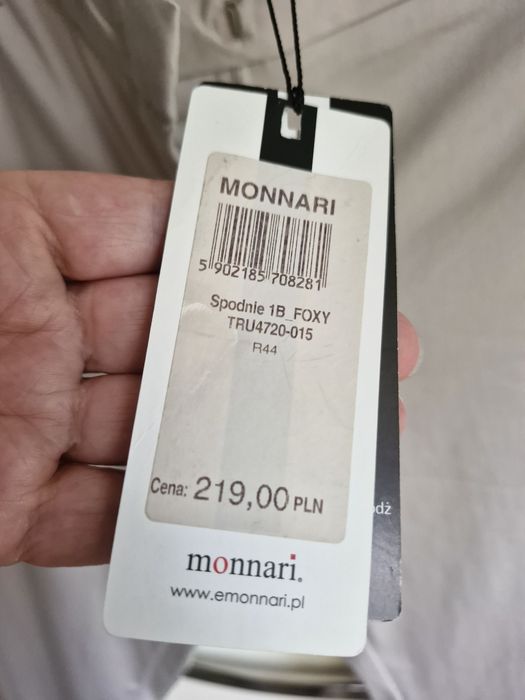 MONNARI
5 902185 708281
Spodnie 1B_FOXY
TRU4720-015
R44
Cena: 219,00 PLN
monnari.
www.emonnari.pl